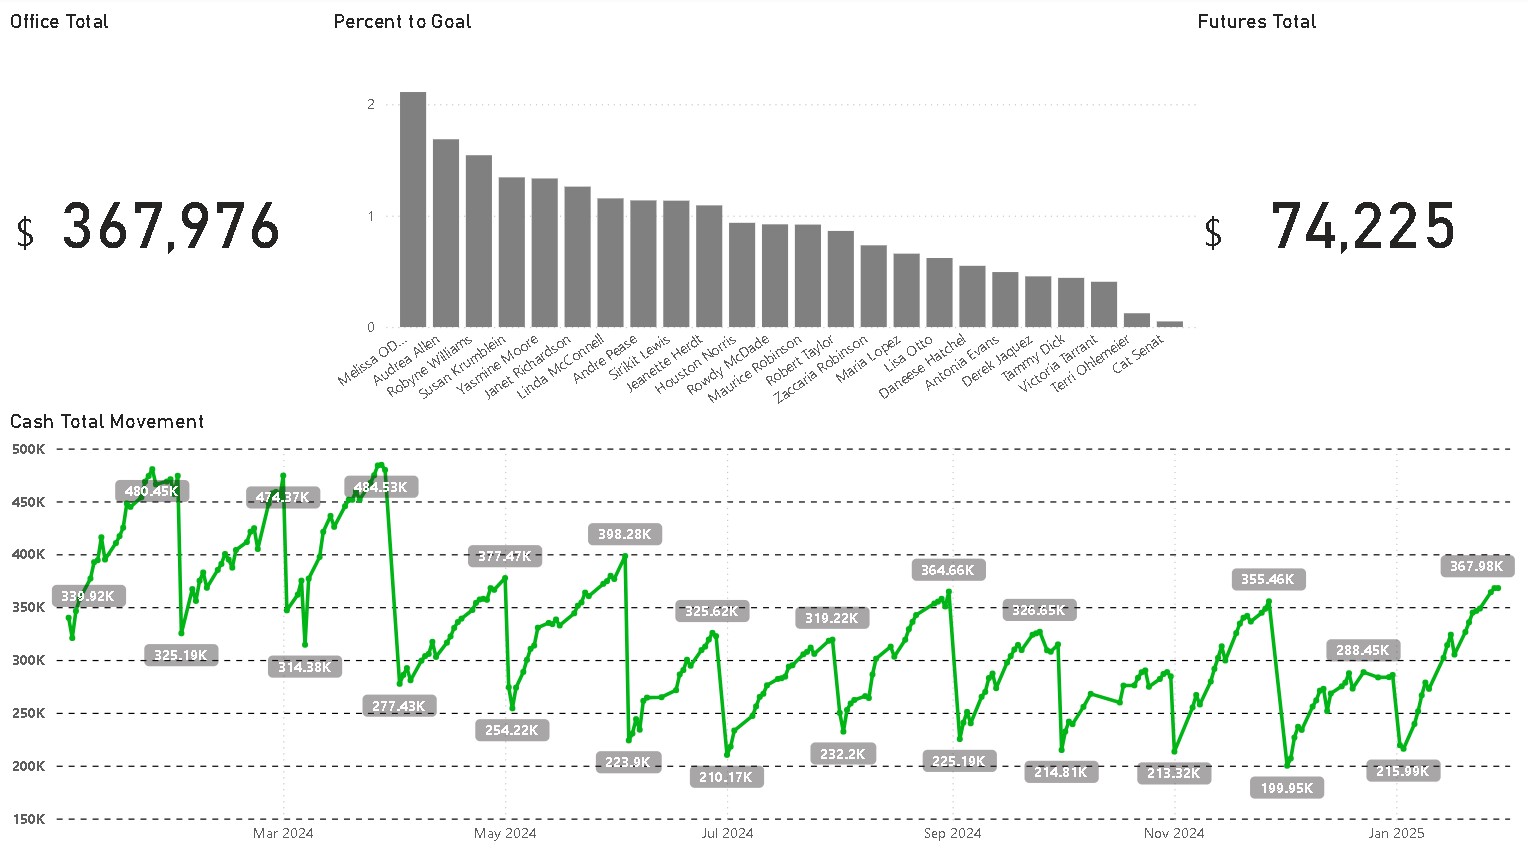 Office Total
Percent to Goal
Futures Total
$ 367,976
2
1
0
Melissa OD...
Audrea Allen
Robyne Williams
Susan Krumblein
Yasmine Moore
Janet Richardson
Linda McConnell
Andre Pease
Sirikit Lewis
Jeanette Herdt
Houston Norris
Rowdy McDade
Maurice Robinson
Robert Taylor
Zaccaria Robinson
Maria Lopez
Lisa Otto
Daneese Hatchel
Antonia Evans
Derek Jaquez
Tammy Dick
Victoria Tarrant
Terri Ohlemeier
Cat Senat
$ 74,225
Cash Total Movement
500K
450K
400K
350K
300K
250K
200K
150K
339.92K
480.45K
325.19K
474.37K
314.38K
484.53K
277.43K
377.47K
254.22K
398.28K
223.9K
325.62K
210.17K
319.22K
232.2K
364.66K
225.19K
326.65K
214.81K
213.32K
355.46K
199.95K
288.45K
215.99K
367.98K
Mar 2024
May 2024
Jul 2024
Sep 2024
Nov 2024
Jan 2025